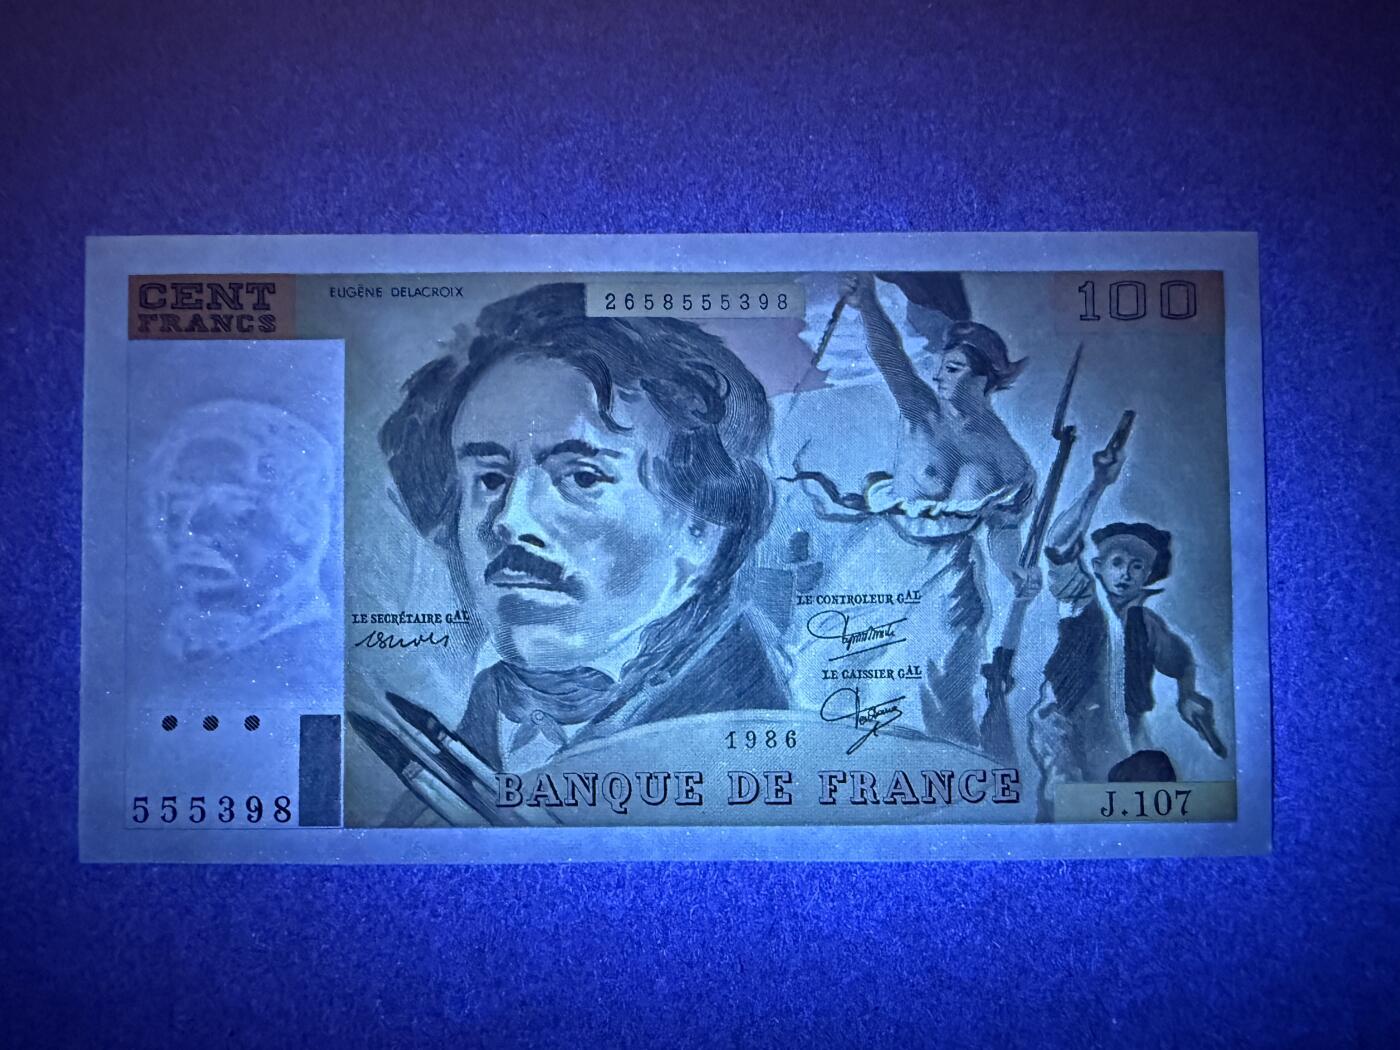 CENT
FRANCS
EUGÈNE DELACROIX
2658555398
100
LE SECRÉTAIRE GAL
LE CONTROLEUR GAL
LE CAISSIER GAL
1986
BANQUE DE FRANCE
555398
J.107